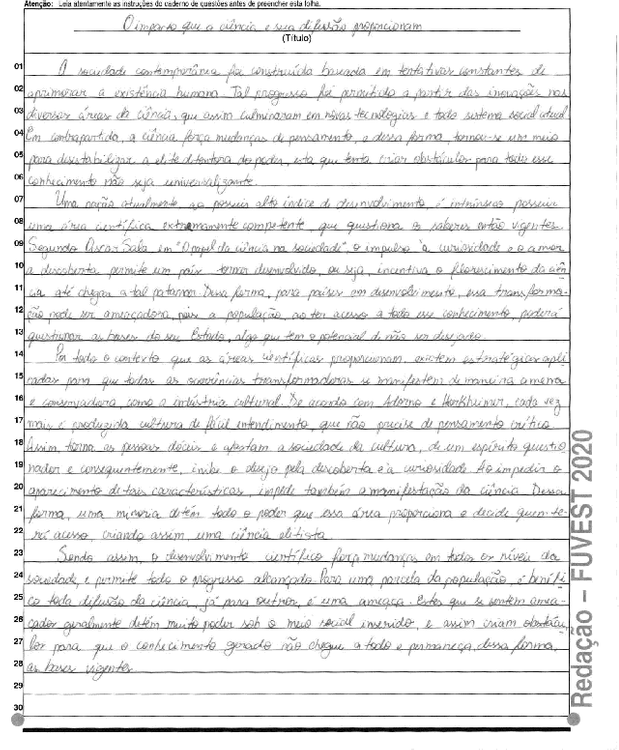 Atenção: Leia atentamente as instruções do caderno de questões antes de preencher esta folha.
O impacto que a ciência e sua difusão proporcionam
(Título)
01 A sociedade contemporânea foi construída baseada em tentativas constantes de
02 aprimorar a existência humana. Tal progresso foi permitido a partir das inovações nas
03 diversas áreas da ciência, que assim culminaram em novas tecnologias e todo sistema social atual.
04 Em contrapartida, a ciência força mudanças de pensamento, e dessa forma, tornou-se um meio
05 para desestabilizar a elite detentora do poder, esta que tenta criar obstáculos para todo esse
06 conhecimento não seja universalizante.
07 Uma nação atualmente que possuir alto índice de desenvolvimento, é intrínseco possuir
08 uma área científica extremamente competente, que questiona os saberes então vigentes.
09 Segundo Oscar Sala em "O papel da ciência na sociedade", o impulso à curiosidade e o amor
10 a descoberta permite um país tornar desenvolvido, ou seja, incentiva o florescimento da ciên-
11 cia até chegar a tal patamar. Dessa forma, para países em desenvolvimento, essa transforma-
12 ção pode ser ameaçadora, pois a população, ao ter acesso a todo esse conhecimento, poderá
13 questionar as bases do seu Estado, algo que tem o potencial de não ser desejado.
14 Por todo o contexto que as áreas científicas proporcionam, existem estratégias apli-
15 cadas para que todas as ocorrências transformadoras se manifestem de maneira amena
16 e conservadora como a indústria cultural. De acordo com Adorno e Horkheimer, cada vez
17 mais é produzida cultura de fácil entendimento, que não precise de pensamento crítico.
18 Assim torna as pessoas dóceis e afastam a sociedade da cultura, de um espírito questio-
19 nador e consequentemente, inibe o desejo pela descoberta e a curiosidade. Ao impedir o
20 aparecimento de tais características, impede também a manifestação da ciência. Dessa
21 forma, uma minoria detém todo o poder que essa área proporciona e decide quem te-
22 rá acesso, criando assim, uma ciência elitista.
23 Sendo assim, o desenvolvimento científico força mudanças em todos os níveis da
24 sociedade, e permite todo o progresso alcançado. Para uma parcela da população, é benéfi-
25 co toda difusão da ciência, já para outros, é uma ameaça. Estes que se sentem amea-
26 çados geralmente detém muito poder sob o meio social inserido, e assim criam obstácu-
27 los para que o conhecimento gerado não chegue a todos e permaneça, dessa forma,
28 as bases vigentes.
29
30
Redação – FUVEST 2020